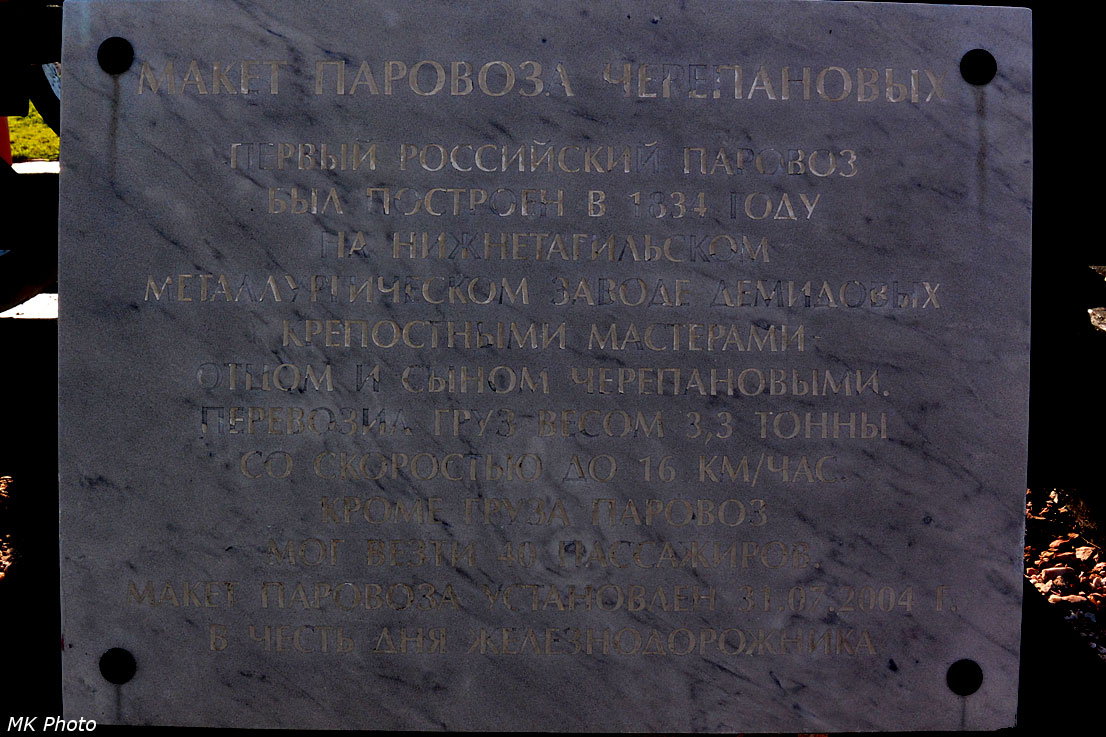 МАКЕТ ПАРОВОЗА ЧЕРЕПАНОВЫХ
ПЕРВЫЙ РОССИЙСКИЙ ПАРОВОЗ
БЫЛ ПОСТРОЕН В 1834 ГОДУ
НА НИЖНЕТАГИЛЬСКОМ
МЕТАЛЛУРГИЧЕСКОМ ЗАВОДЕ ДЕМИДОВЫХ
КРЕПОСТНЫМИ МАСТЕРАМИ-
ОТЦОМ И СЫНОМ ЧЕРЕПАНОВЫМИ.
ПЕРЕВОЗИЛ ГРУЗ ВЕСОМ 3,3 ТОННЫ
СО СКОРОСТЬЮ ДО 16 КМ/ЧАС.
КРОМЕ ГРУЗА ПАРОВОЗ
МОГ ВЕЗТИ 40 ПАССАЖИРОВ.
МАКЕТ ПАРОВОЗА УСТАНОВЛЕН 31.07.2004 Г.
В ЧЕСТЬ ДНЯ ЖЕЛЕЗНОДОРОЖНИКА.
MK Photo